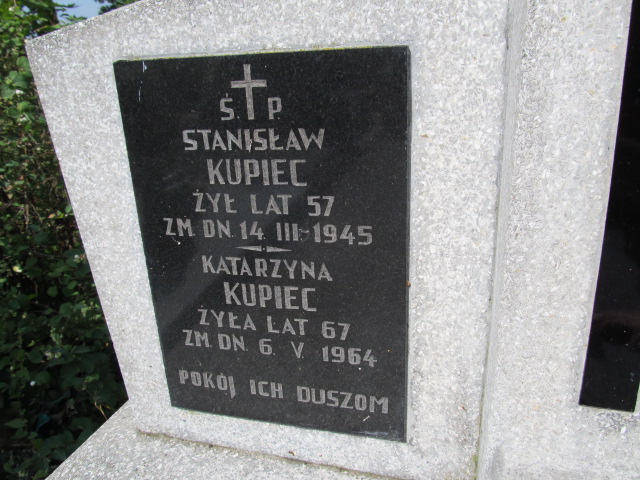 Ś. P.
STANISŁAW
KUPIEC
ŻYŁ LAT 57
ZM. DN. 14 III 1945
KATARZYNA
KUPIEC
ŻYŁA LAT 67
ZM. DN. 6. V. 1964
POKÓJ ICH DUSZOM